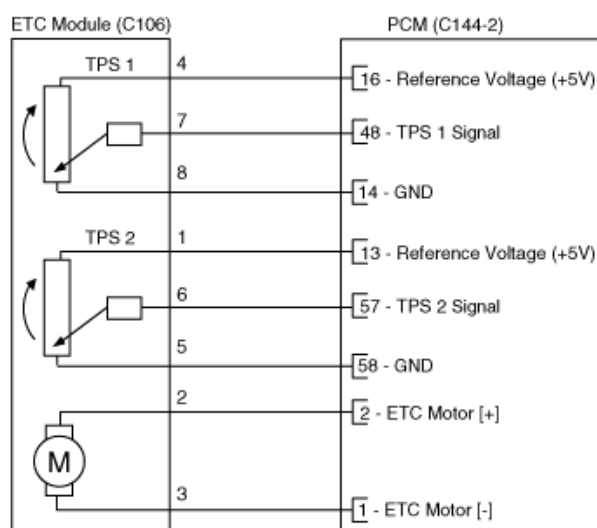 ETC Module (C106) PCM (C144-2)
TPS 1 4 16 - Reference Voltage (+5V)
7 48 - TPS 1 Signal
8 14 - GND
TPS 2 1 13 - Reference Voltage (+5V)
6 57 - TPS 2 Signal
5 58 - GND
2 2 - ETC Motor [+]
M
3 1 - ETC Motor [-]